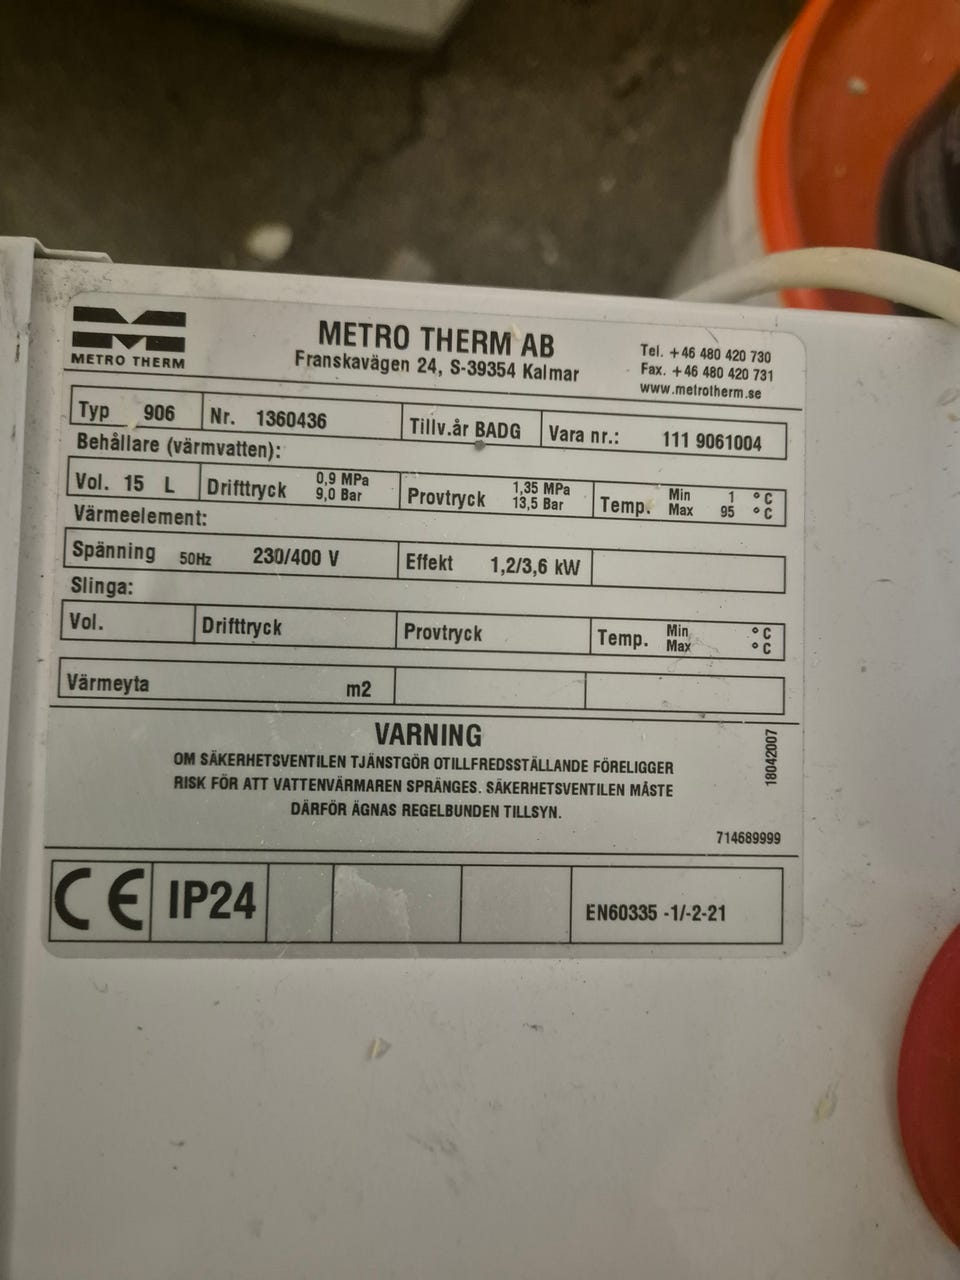 METRO THERM
METRO THERM AB
Franskavägen 24, S-39354 Kalmar
Tel. +46 480 420 730
Fax. +46 480 420 731
www.metrotherm.se
Typ 906 Nr. 1360436 Tillv.år BADG Vara nr.: 111 9061004
Behållare (värmvatten):
Vol. 15 L Drifttryck 0,9 MPa 9,0 Bar Provtryck 1,35 MPa 13,5 Bar Temp. Min 1 °C Max 95 °C
Värmeelement:
Spänning 50Hz 230/400 V Effekt 1,2/3,6 kW
Slinga:
Vol. Drifttryck Provtryck Temp. Min °C Max °C
Värmeyta m2
VARNING
OM SÄKERHETSVENTILEN TJÄNSTGÖR OTILLFREDSSTÄLLANDE FÖRELIGGER
RISK FÖR ATT VATTENVÄRMAREN SPRÄNGES. SÄKERHETSVENTILEN MÅSTE
DÄRFÖR ÄGNAS REGELBUNDEN TILLSYN.
18042007
714689999
CE IP24 EN60335 -1/-2-21